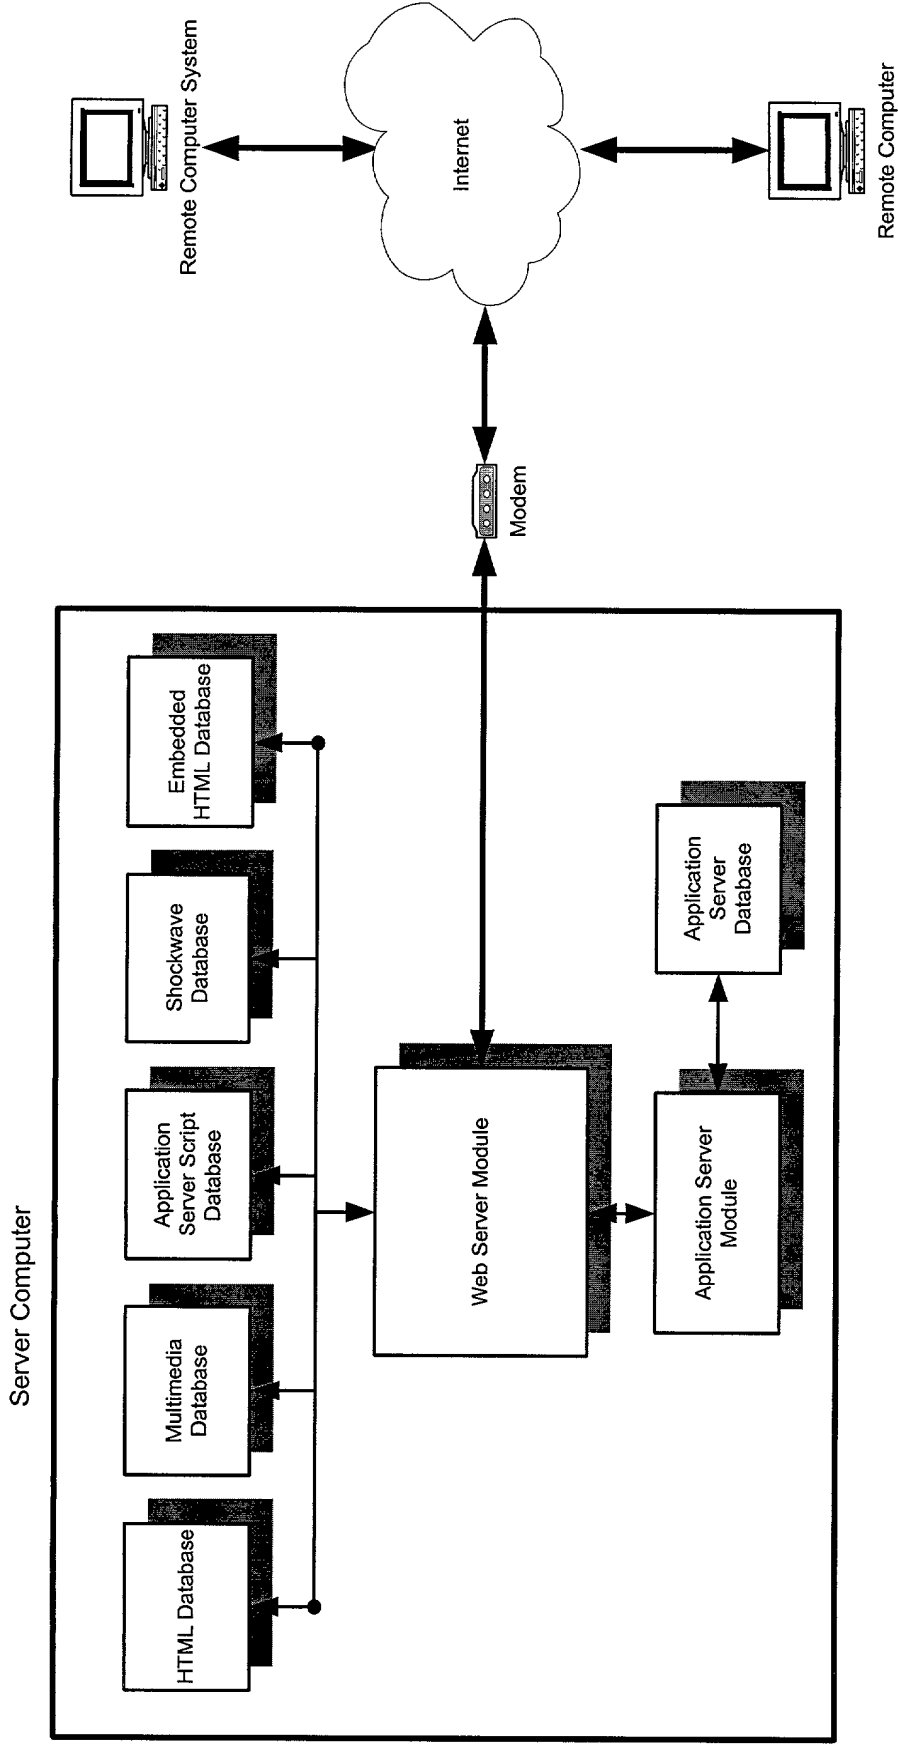 Server Computer
HTML Database
Multimedia
Database
Application
Server Script
Database
Shockwave
Database
Embedded
HTML Database
Web Server Module
Application Server
Module
Application
Server
Database
Modem
Internet
Remote Computer System
Remote Computer